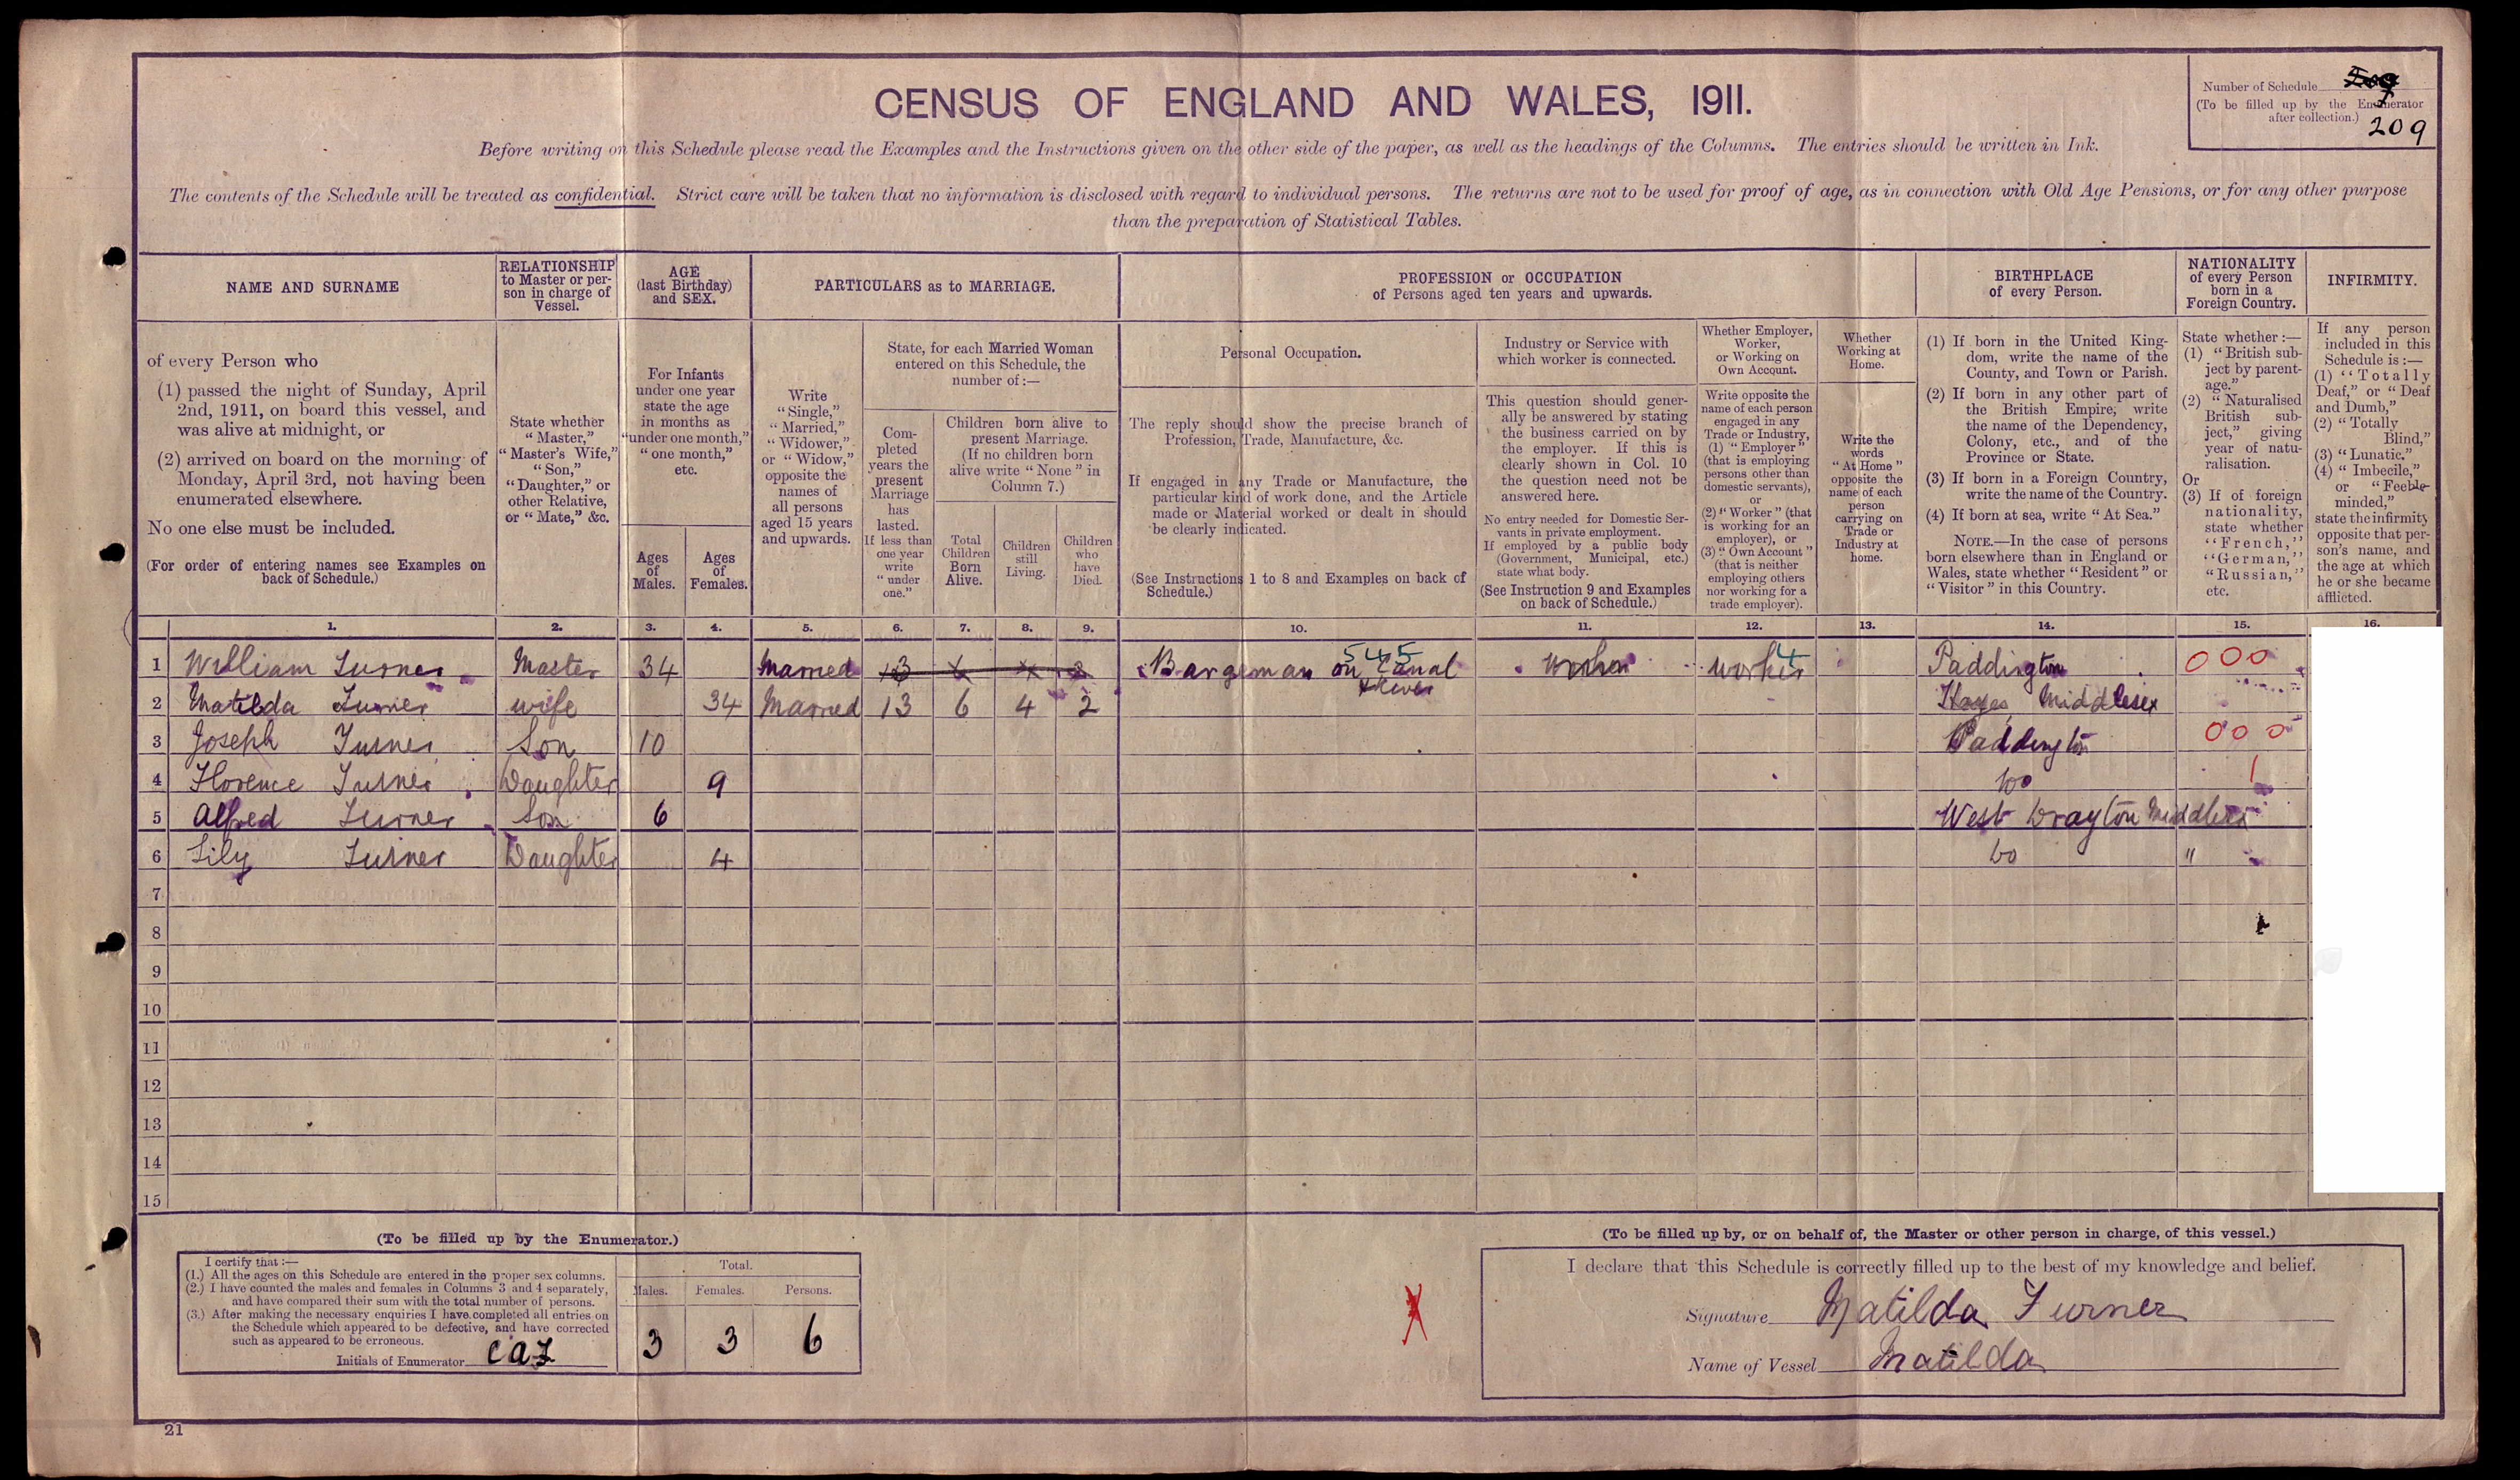 CENSUS OF ENGLAND AND WALES, 1911.
Number of Schedule
(To be filled up by the Enumerator
after collection.)
209
Before writing on this Schedule please read the Examples and the Instructions given on the other side of the paper, as well as the headings of the Columns. The entries should be written in Ink.
The contents of the Schedule will be treated as confidential. Strict care will be taken that no information is disclosed with regard to individual persons. The returns are not to be used for proof of age, as in connection with Old Age Pensions, or for any other purpose
than the preparation of Statistical Tables.
NAME AND SURNAME
of every Person who
(1) passed the night of Sunday, April
2nd, 1911, on board this vessel, and
was alive at midnight, or
(2) arrived on board on the morning of
Monday, April 3rd, not having been
enumerated elsewhere.
No one else must be included.
(For order of entering names see Examples on
back of Schedule.)
RELATIONSHIP
to Master or per-
son in charge of
Vessel.
State whether
"Master,"
"Master's Wife,"
"Son,"
"Daughter," or
other Relative,
or "Mate," &c.
AGE
(last Birthday)
and SEX.
For Infants
under one year
state the age
in months as
"under one month,"
"one month,"
etc.
Ages
of
Males.
Ages
of
Females.
PARTICULARS as to MARRIAGE.
Write
"Single,"
"Married,"
"Widower,"
or "Widow,"
opposite the
names of
all persons
aged 15 years
and upwards.
State, for each Married Woman
entered on this Schedule, the
number of :—
Com-
pleted
years the
present
Marriage
has
lasted.
If less than
one year
write
"under
one."
Children born alive to
present Marriage.
(If no children born
alive write "None" in
Column 7.)
Total
Children
Born
Alive.
Children
still
Living.
Children
who
have
Died.
PROFESSION or OCCUPATION
of Persons aged ten years and upwards.
Personal Occupation.
The reply should show the precise branch of
Profession, Trade, Manufacture, &c.
If engaged in any Trade or Manufacture, the
particular kind of work done, and the Article
made or Material worked or dealt in should
be clearly indicated.
(See Instructions 1 to 8 and Examples on back of
Schedule.)
Industry or Service with
which worker is connected.
This question should gener-
ally be answered by stating
the business carried on by
the employer. If this is
clearly shown in Col. 10
the question need not be
answered here.
No entry needed for Domestic Ser-
vants in private employment.
If employed by a public body
(Government, Municipal, etc.)
state what body.
(See Instruction 9 and Examples
on back of Schedule.)
Whether Employer,
Worker,
or Working on
Own Account.
Write opposite the
name of each person
engaged in any
Trade or Industry,
(1) "Employer"
(that is employing
persons other than
domestic servants),
or
(2) "Worker" (that
is working for an
employer), or
(3) "Own Account"
(that is neither
employing others
nor working for a
trade employer).
Whether
Working at
Home.
Write the
words
"At Home"
opposite the
name of each
person
carrying on
Trade or
Industry at
home.
BIRTHPLACE
of every Person.
(1) If born in the United King-
dom, write the name of the
County, and Town or Parish.
(2) If born in any other part of
the British Empire, write
the name of the Dependency,
Colony, etc., and of the
Province or State.
(3) If born in a Foreign Country,
write the name of the Country.
(4) If born at sea, write "At Sea."
NOTE.—In the case of persons
born elsewhere than in England or
Wales, state whether "Resident" or
"Visitor" in this Country.
NATIONALITY
of every Person
born in a
Foreign Country.
State whether :—
(1) "British sub-
ject by parent-
age."
(2) "Naturalised
British sub-
ject," giving
year of natu-
ralisation.
Or
(3) If of foreign
nationality,
state whether
"French,"
"German,"
"Russian,"
etc.
INFIRMITY.
If any person
included in this
Schedule is :—
(1) "Totally
Deaf," or "Deaf
and Dumb,"
(2) "Totally
Blind,"
(3) "Lunatic,"
(4) "Imbecile,"
or "Feeble-
minded,"
state the infirmity
opposite that per-
son's name, and
the age at which
he or she became
afflicted.
1. 2. 3. 4. 5. 6. 7. 8. 9. 10. 11. 12. 13. 14. 15. 16.
545 4
1 William Turner Master 34 Married 13 6 4 2 Bargeman on Canal Worker Worker Paddington 000
& River
2 Matilda Turner wife 34 Married 13 6 4 2 Hayes Middlesex
3 Joseph Turner Son 10 Paddington 000
4 Florence Turner Daughter 9 Do 1
5 Alfred Turner Son 6 West Drayton Middlesex
6 Lily Turner Daughter 4 Do "
7
8
9
10
11
12
13
14
15
(To be filled up by the Enumerator.)
I certify that :—
(1.) All the ages on this Schedule are entered in the proper sex columns.
(2.) I have counted the males and females in Columns 3 and 4 separately,
and have compared their sum with the total number of persons.
(3.) After making the necessary enquiries I have completed all entries on
the Schedule which appeared to be defective, and have corrected
such as appeared to be erroneous.
Initials of Enumerator
Total.
Males. Females. Persons.
3 3 6
(To be filled up by, or on behalf of, the Master or other person in charge, of this vessel.)
I declare that this Schedule is correctly filled up to the best of my knowledge and belief.
Signature Matilda Turner
Name of Vessel Matilda
21